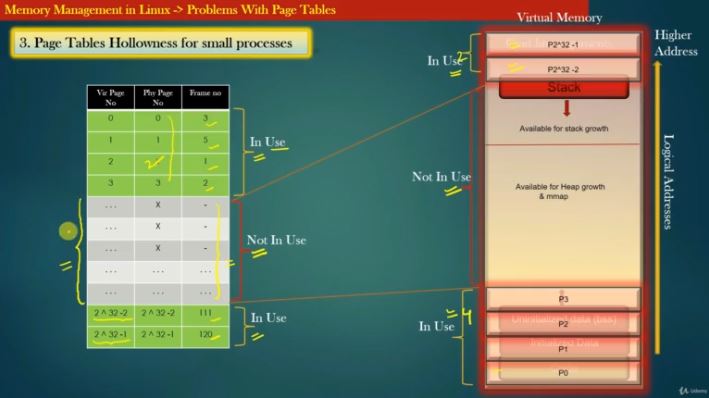 Memory Management in Linux -> Problems With Page Tables
3. Page Tables Hollowness for small processes
Virtual Memory
Higher
Address
Vir Page No Phy Page No Frame no
0 0 3
1 1 5
2 2 1
3 3 2
... X -
... X -
... X -
... ... ...
... ... ...
2 ^ 32 -2 2 ^ 32 -2 111
2 ^ 32 -1 2 ^ 32 -1 120
In Use
Not In Use
In Use
In Use
2
P2^32 -1
P2^32 -2
Stack
Available for stack growth
Not In Use
Available for Heap growth
& mmap
In Use
4
P3
Uninitialized data (bss)
P2
Initialized Data
P1
P0
Logical Addresses
Udemy